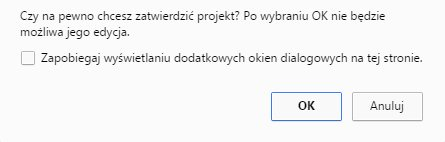 Czy na pewno chcesz zatwierdzić projekt? Po wybraniu OK nie będzie
możliwa jego edycja.
Zapobiegaj wyświetlaniu dodatkowych okien dialogowych na tej stronie.
OK Anuluj